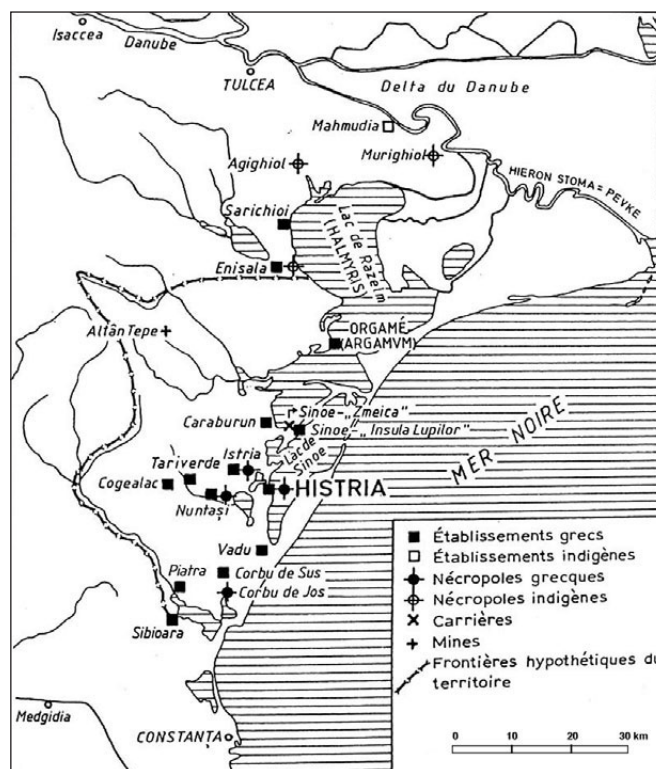 Isaccea
Danube
TULCEA
Delta du Danube
Mahmudia
Murighiol
Agighiol
HIERON STOMA = PEVKE
Sarichioi
Lac de Razelm
(HALMYRIS)
Enisala
Altân Tepe
ORGAMÉ
(ARGAMVM)
Caraburun
Sinoe-„Zmeica"
Sinoe-„Insula Lupilor"
Istria
Lac de
Sinoe
Tariverde
Cogealac
HISTRIA
Nuntași
MER NOIRE
Vadu
Piatra
Corbu de Sus
Corbu de Jos
Sibioara
Medgidia
CONSTANȚA
Établissements grecs
Établissements indigènes
Nécropoles grecques
Nécropoles indigènes
Carrières
Mines
Frontières hypothétiques du
territoire
0 10 20 30 km